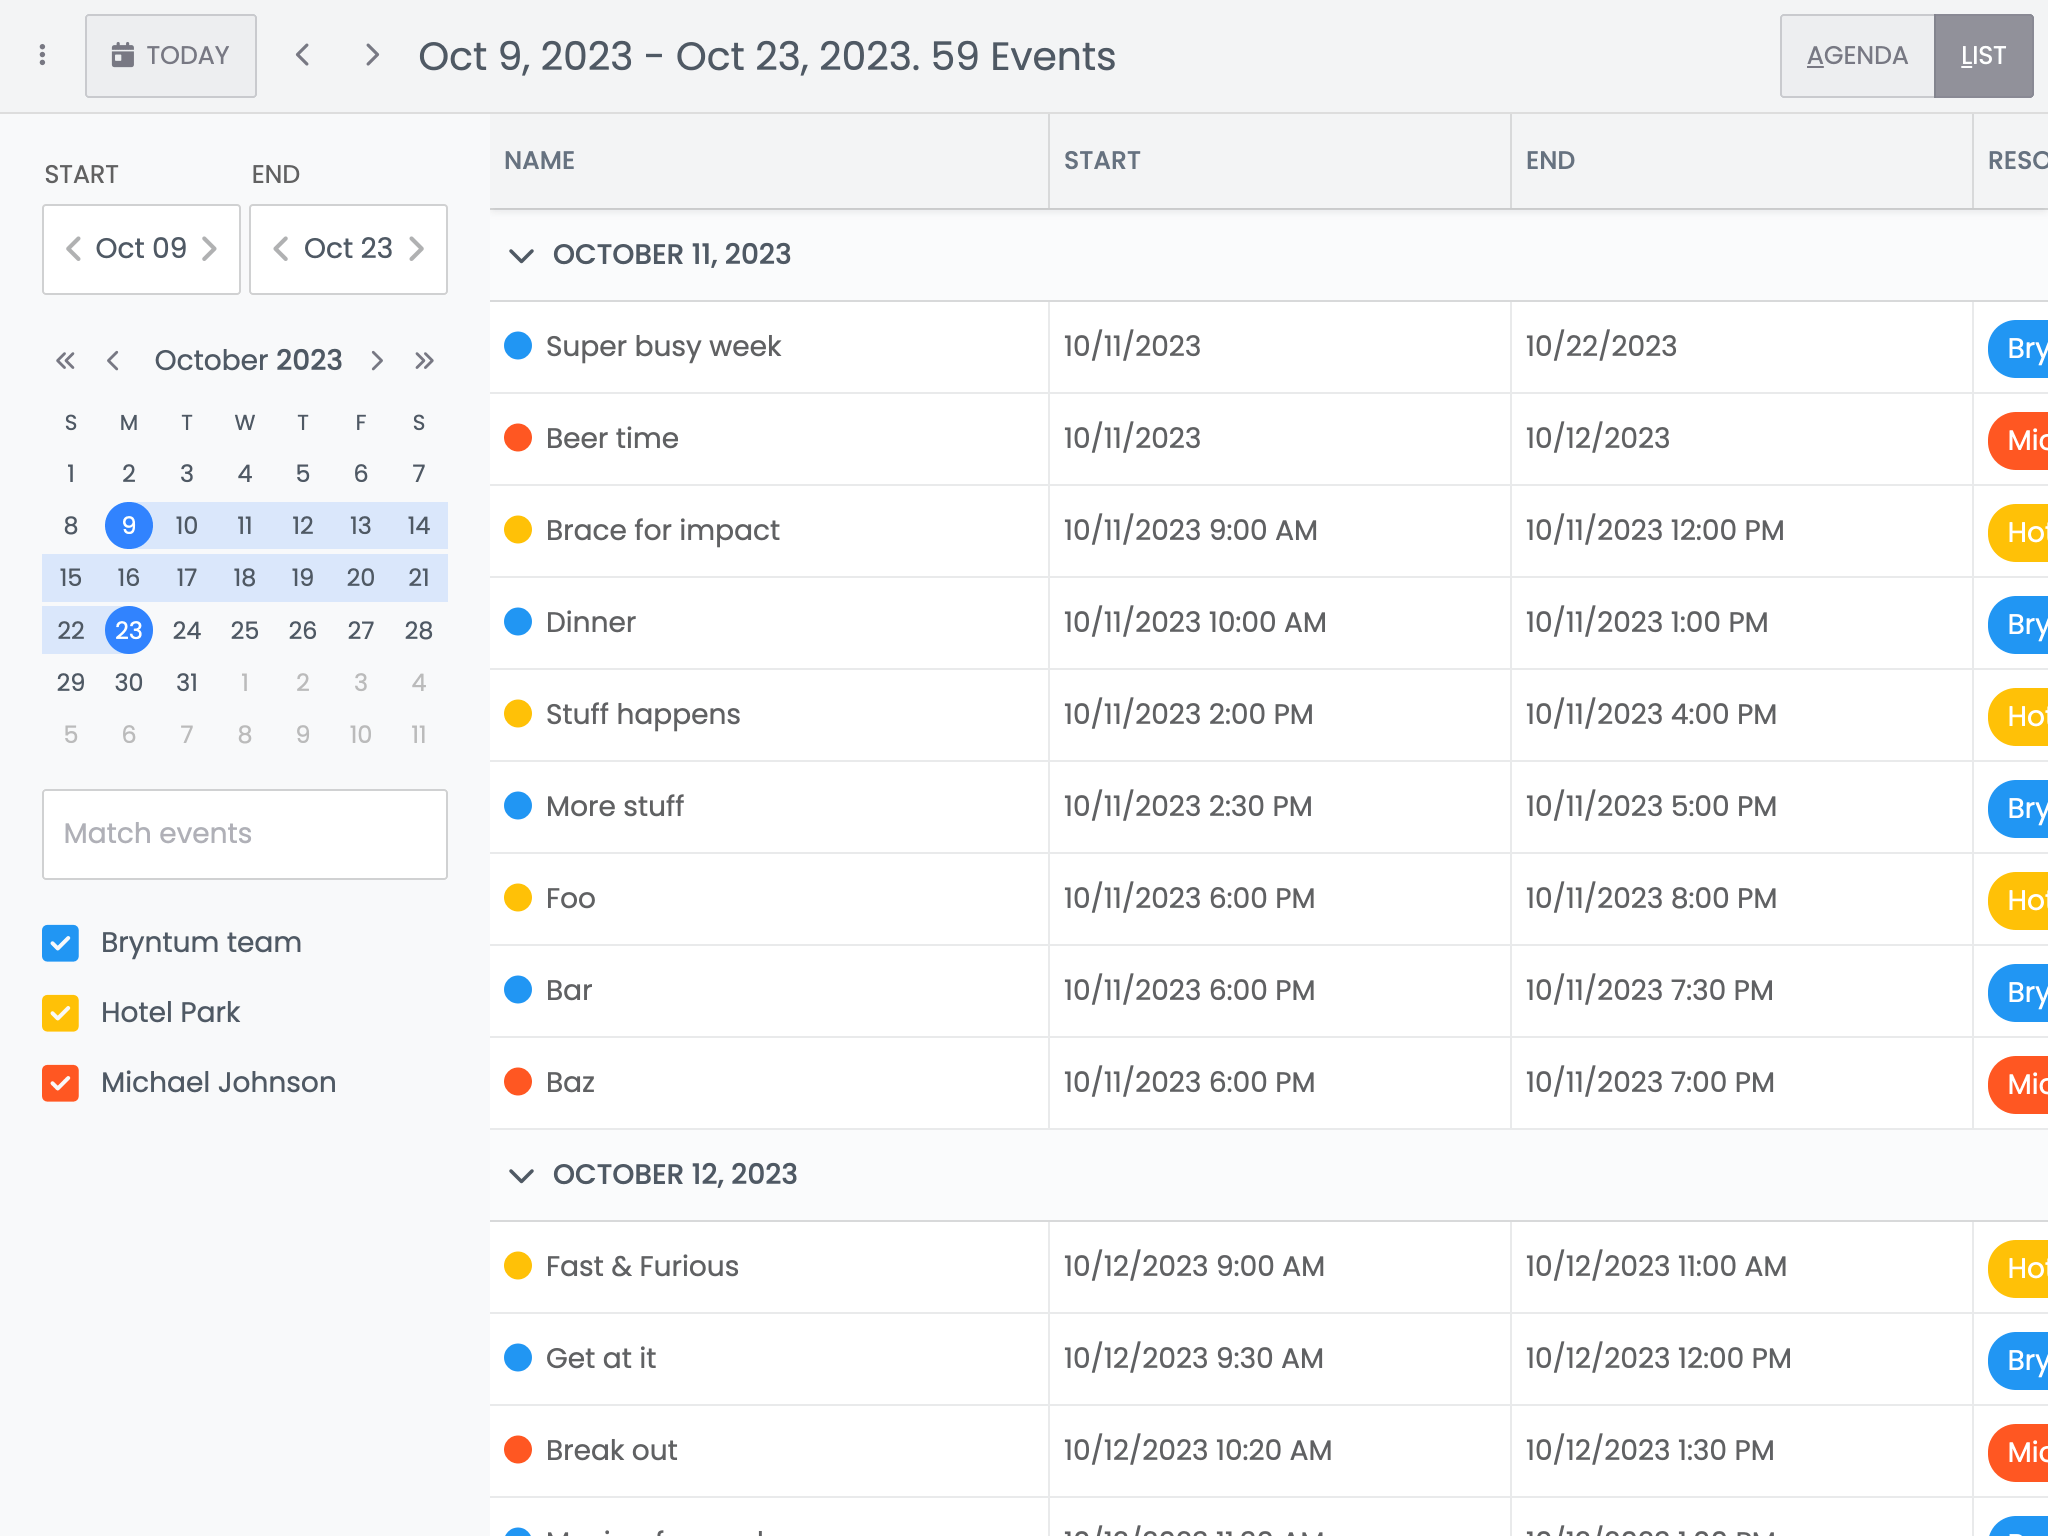 TODAY
Oct 9, 2023 - Oct 23, 2023. 59 Events
AGENDA
LIST
START
END
Oct 09
Oct 23
October 2023
S M T W T F S
1 2 3 4 5 6 7
8 9 10 11 12 13 14
15 16 17 18 19 20 21
22 23 24 25 26 27 28
29 30 31 1 2 3 4
5 6 7 8 9 10 11
Match events
Bryntum team
Hotel Park
Michael Johnson
NAME START END RESO
OCTOBER 11, 2023
Super busy week 10/11/2023 10/22/2023 Bry
Beer time 10/11/2023 10/12/2023 Mic
Brace for impact 10/11/2023 9:00 AM 10/11/2023 12:00 PM Hot
Dinner 10/11/2023 10:00 AM 10/11/2023 1:00 PM Bry
Stuff happens 10/11/2023 2:00 PM 10/11/2023 4:00 PM Hot
More stuff 10/11/2023 2:30 PM 10/11/2023 5:00 PM Bry
Foo 10/11/2023 6:00 PM 10/11/2023 8:00 PM Hot
Bar 10/11/2023 6:00 PM 10/11/2023 7:30 PM Bry
Baz 10/11/2023 6:00 PM 10/11/2023 7:00 PM Mic
OCTOBER 12, 2023
Fast & Furious 10/12/2023 9:00 AM 10/12/2023 11:00 AM Hot
Get at it 10/12/2023 9:30 AM 10/12/2023 12:00 PM Bry
Break out 10/12/2023 10:20 AM 10/12/2023 1:30 PM Mic